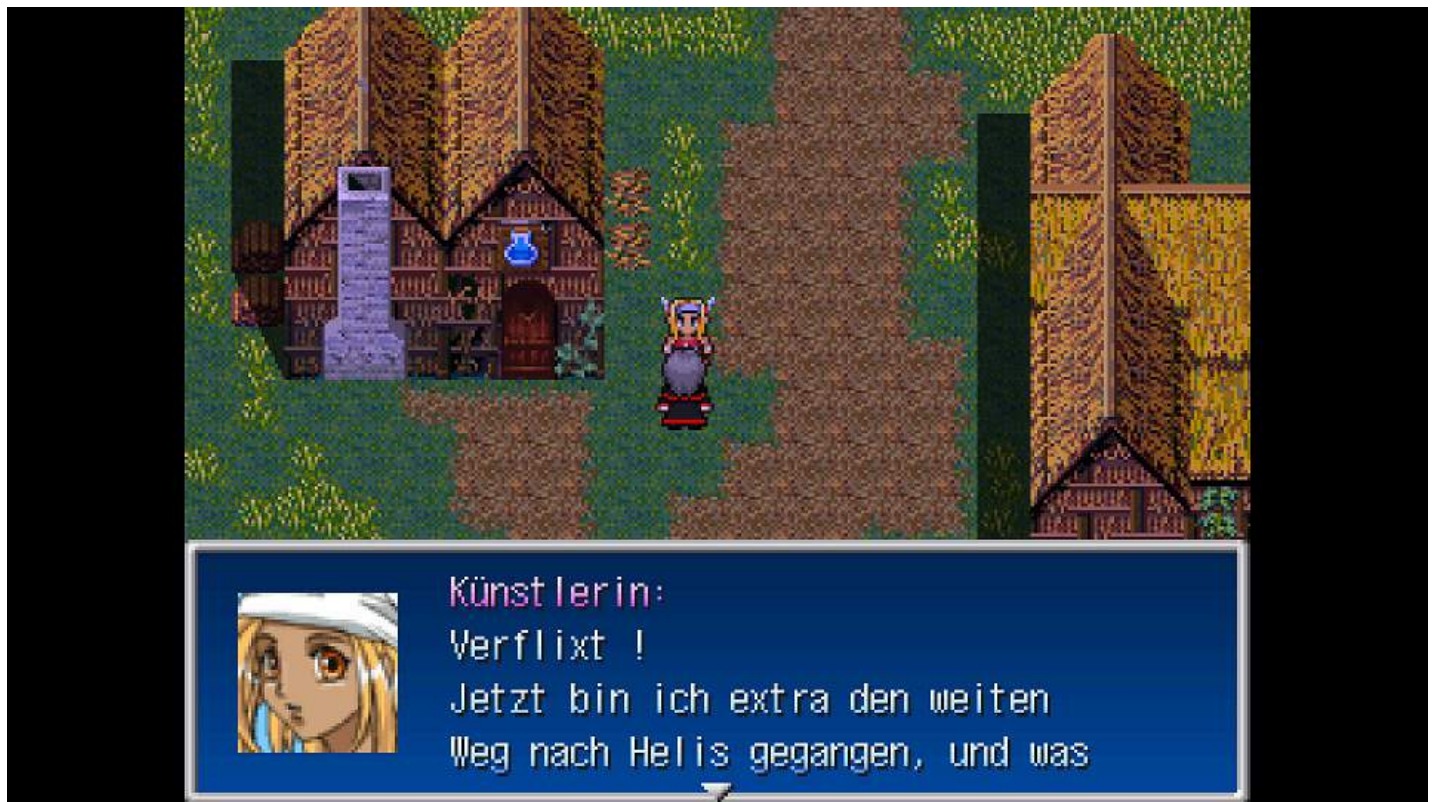 Künstlerin:
Verflixt !
Jetzt bin ich extra den weiten
Weg nach Helis gegangen, und was